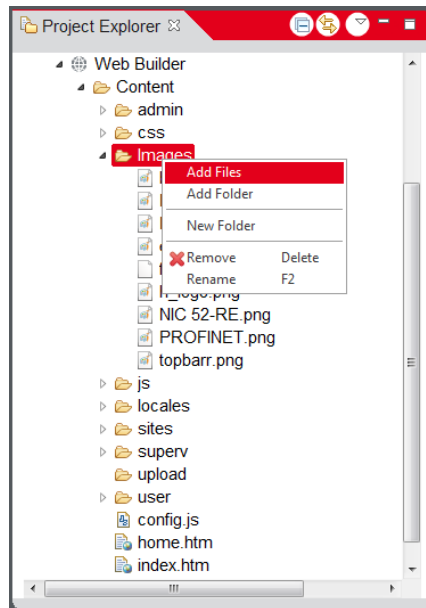 Project Explorer
Web Builder
Content
admin
css
Images
Add Files
Add Folder
New Folder
Remove Delete
Rename F2
NIC 52-RE.png
PROFINET.png
topbarr.png
js
locales
sites
superv
upload
user
config.js
home.htm
index.htm